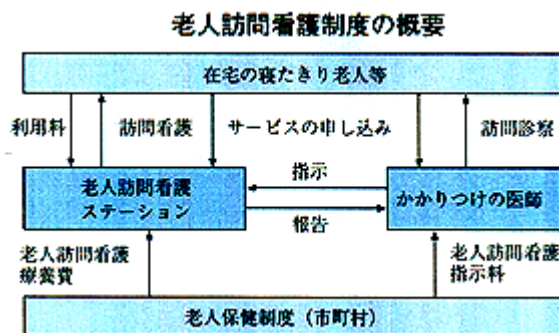 老人訪問看護制度の概要
在宅の寝たきり老人等
利用料
訪問看護
サービスの申し込み
訪問診察
指示
老人訪問看護
ステーション
かかりつけの医師
報告
老人訪問看護
療養費
老人訪問看護
指示料
老人保健制度(市町村)